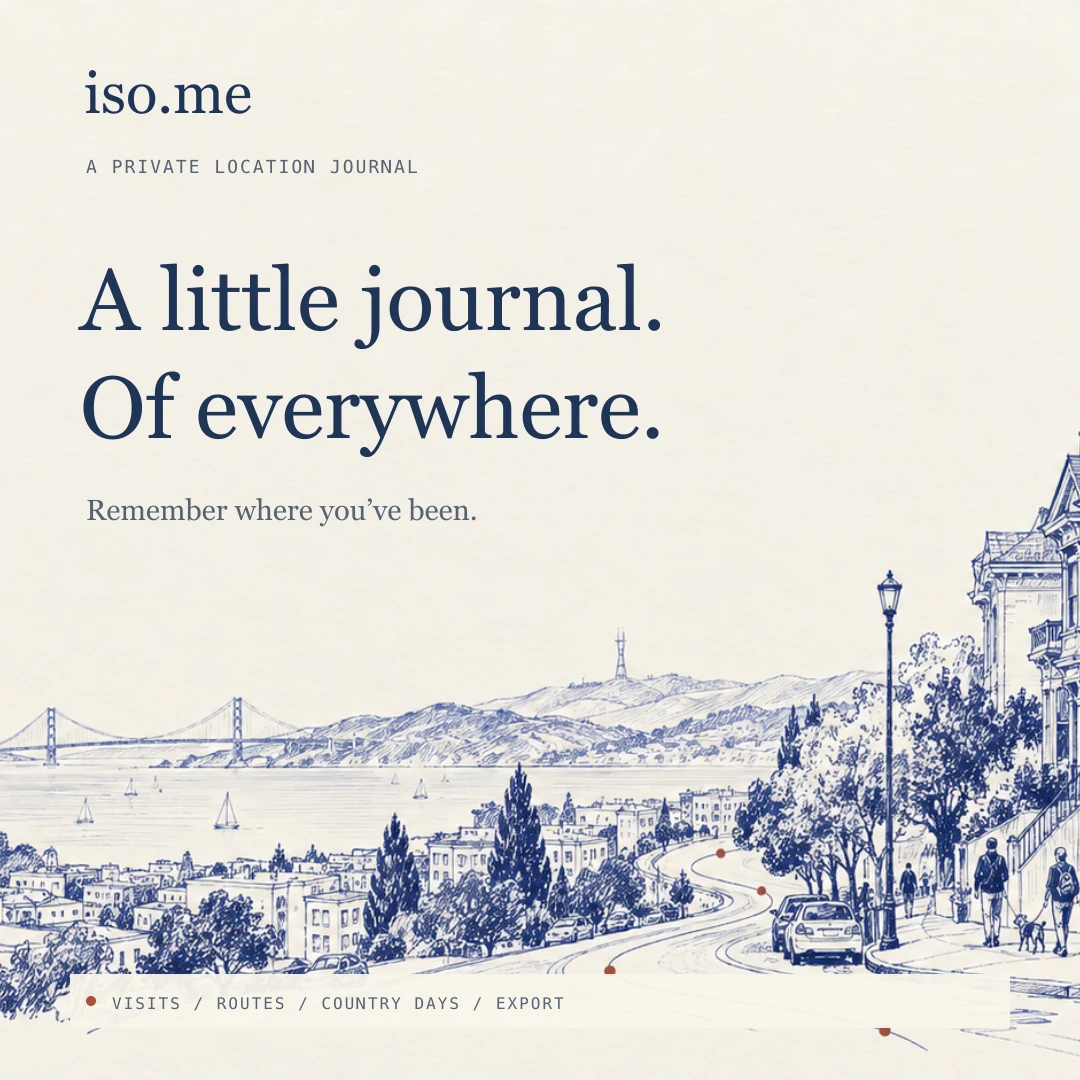 iso.me
A PRIVATE LOCATION JOURNAL
A little journal.
Of everywhere.
Remember where you’ve been.
VISITS / ROUTES / COUNTRY DAYS / EXPORT